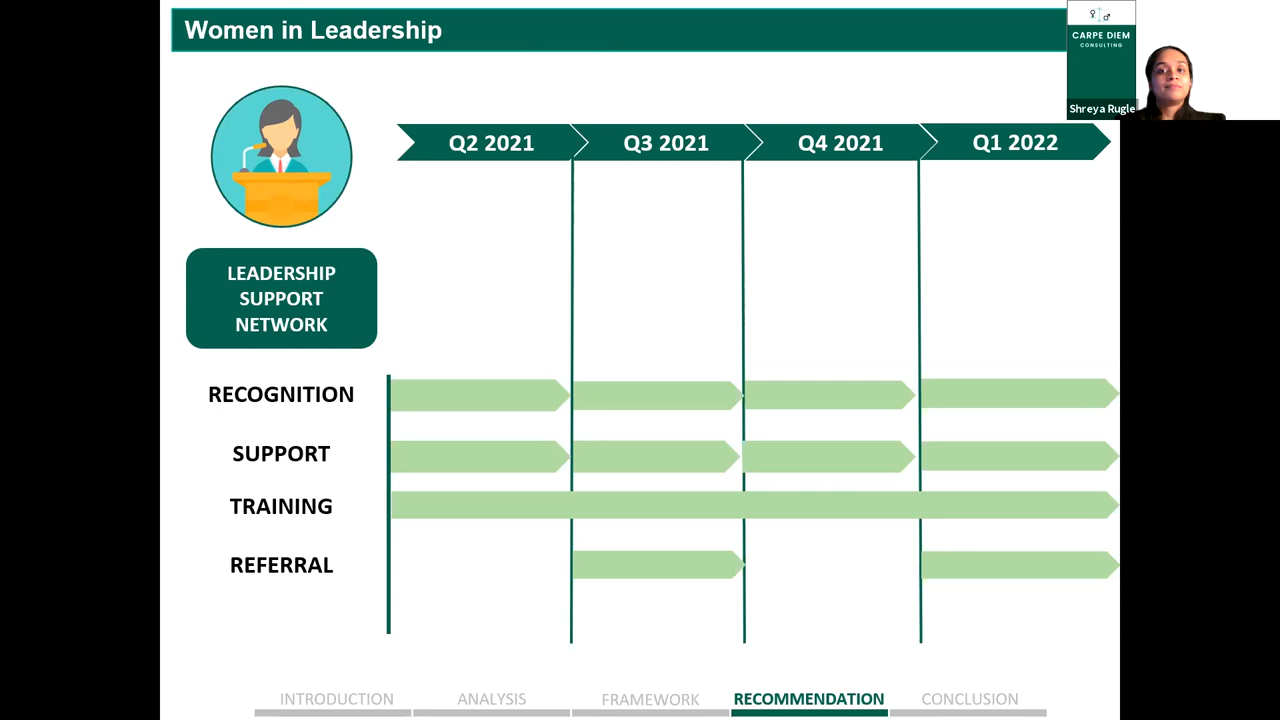 Women in Leadership
CARPE DIEM
CONSULTING
Shreya Rugle
Q2 2021
Q3 2021
Q4 2021
Q1 2022
LEADERSHIP
SUPPORT
NETWORK
RECOGNITION
SUPPORT
TRAINING
REFERRAL
INTRODUCTION
ANALYSIS
FRAMEWORK
RECOMMENDATION
CONCLUSION